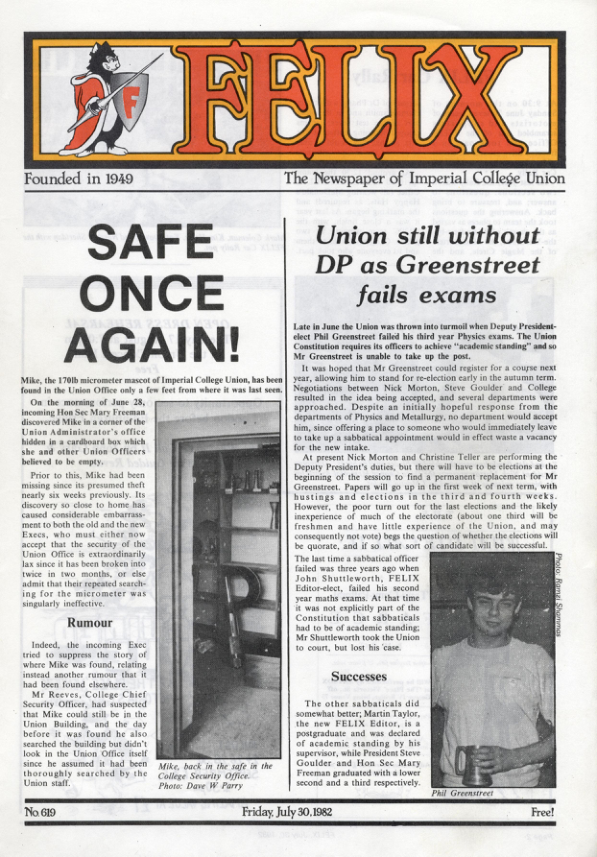 F
FELIX
Founded in 1949
The Newspaper of Imperial College Union
SAFE
ONCE
AGAIN!
Mike, the 170lb micrometer mascot of Imperial College Union, has been
found in the Union Office only a few feet from where it was last seen.
On the morning of June 28,
incoming Hon Sec Mary Freeman
discovered Mike in a corner of the
Union Administrator's office
hidden in a cardboard box which
she and other Union Officers
believed to be empty.
Prior to this, Mike had been
missing since its presumed theft
nearly six weeks previously. Its
discovery so close to home has
caused considerable embarrass-
ment to both the old and the new
Execs, who must either now
accept that the security of the
Union Office is extraordinarily
lax since it has been broken into
twice in two months, or else
admit that their repeated search-
ing for the micrometer was
singularly ineffective.
Rumour
Indeed, the incoming Exec
tried to suppress the story of
where Mike was found, relating
instead another rumour that it
had been found elsewhere.
Mr Reeves, College Chief
Security Officer, had suspected
that Mike could still be in the
Union Building, and the day
before it was found he also
searched the building but didn't
look in the Union Office itself
since he assumed it had been
thoroughly searched by the
Union staff.
Mike, back in the safe in the
College Security Office.
Photo: Dave W Parry
Union still without
DP as Greenstreet
fails exams
Late in June the Union was thrown into turmoil when Deputy President-
elect Phil Greenstreet failed his third year Physics exams. The Union
Constitution requires its officers to achieve "academic standing" and so
Mr Greenstreet is unable to take up the post.
It was hoped that Mr Greenstreet could register for a course next
year, allowing him to stand for re-election early in the autumn term.
Negotiations between Nick Morton, Steve Goulder and College
resulted in the idea being accepted, and several departments were
approached. Despite an initially hopeful response from the
departments of Physics and Metallurgy, no department would accept
him, since offering a place to someone who would immediately leave
to take up a sabbatical appointment would in effect waste a vacancy
for the new intake.
At present Nick Morton and Christine Teller are performing the
Deputy President's duties, but there will have to be elections at the
beginning of the session to find a permanent replacement for Mr
Greenstreet. Papers will go up in the first week of next term, with
hustings and elections in the third and fourth weeks.
However, the poor turn out for the last elections and the likely
inexperience of much of the electorate (about one third will be
freshmen and have little experience of the Union, and may
consequently not vote) begs the question of whether the elections will
be quorate, and if so what sort of candidate will be successful.
The last time a sabbatical officer
failed was three years ago when
John Shuttleworth, FELIX
Editor-elect, failed his second
year maths exams. At that time
it was not explicitly part of the
Constitution that sabbaticals
had to be of academic standing;
Mr Shuttleworth took the Union
to court, but lost his case.
Successes
The other sabbaticals did
somewhat better; Martin Taylor,
the new FELIX Editor, is a
postgraduate and was declared
of academic standing by his
supervisor, while President Steve
Goulder and Hon Sec Mary
Freeman graduated with a lower
second and a third respectively.
Photo:
Phil Greenstreet
No. 619
Friday, July 30, 1982
Free!